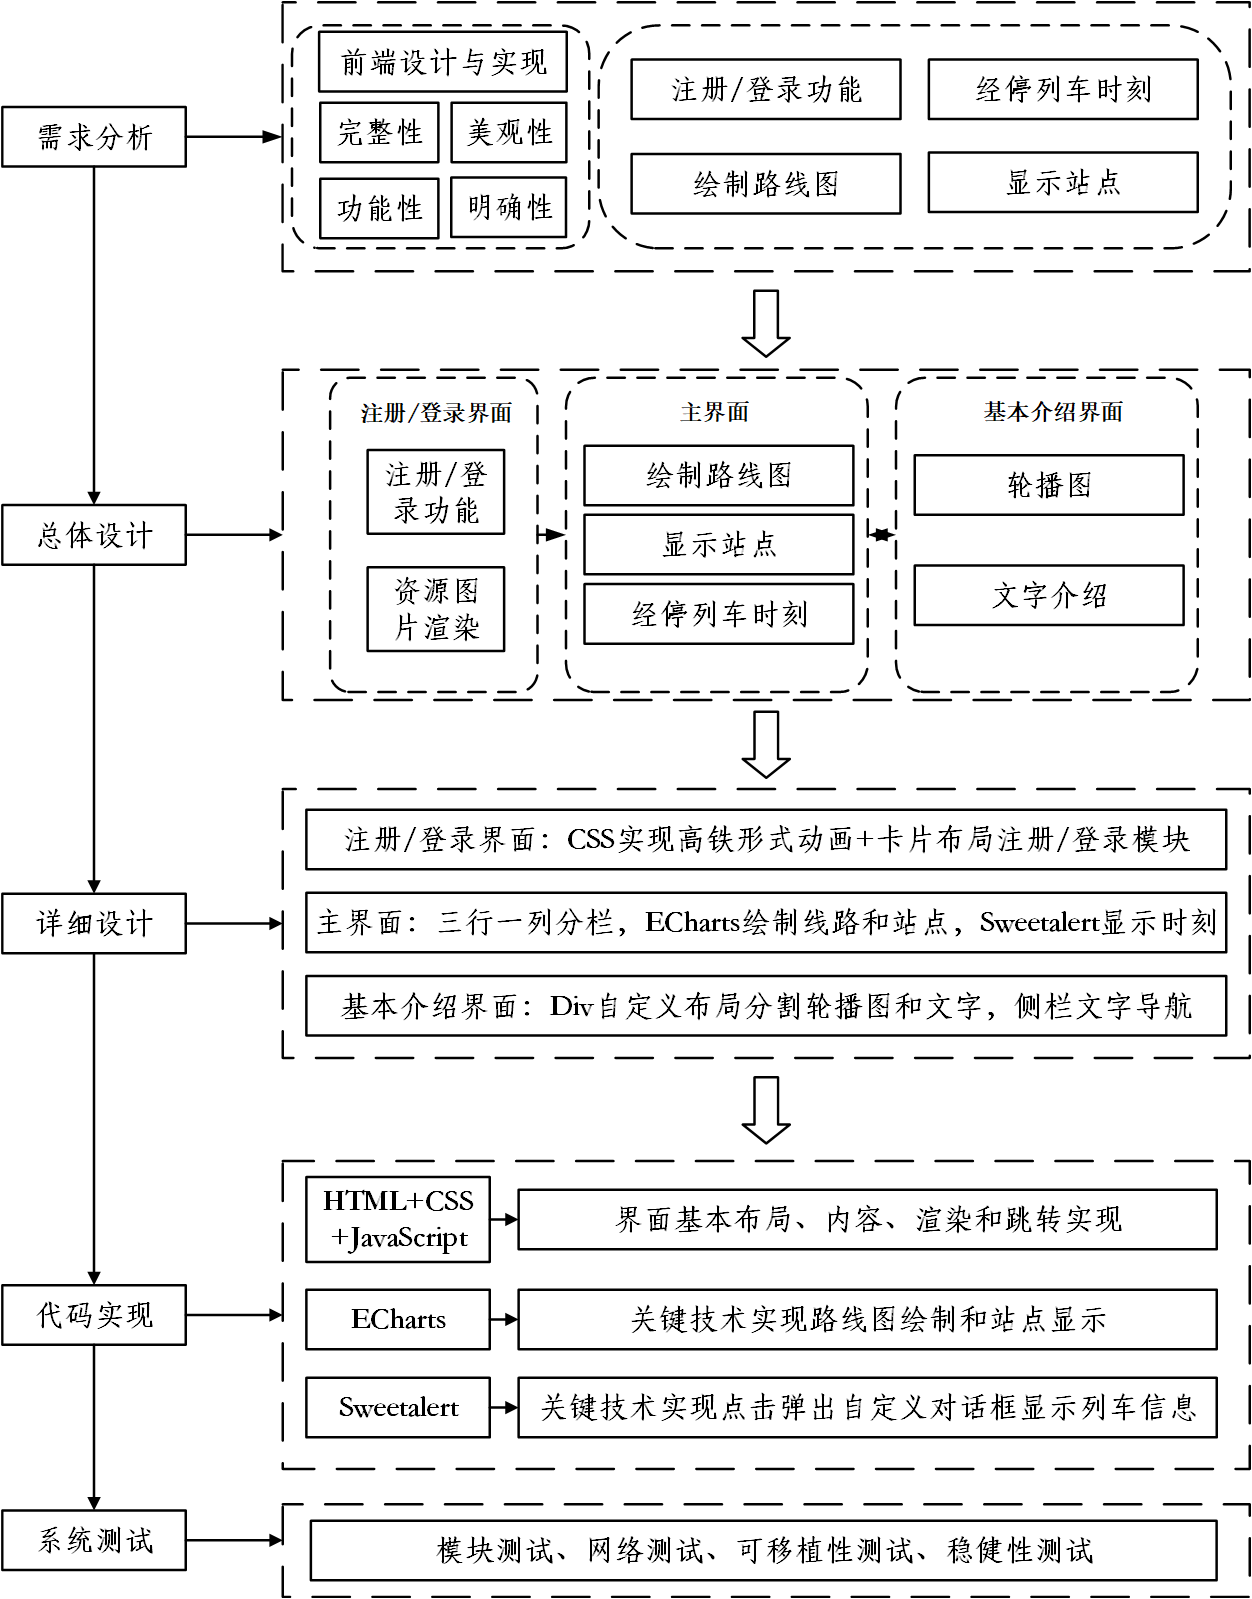 需求分析
前端设计与实现
完整性
美观性
功能性
明确性
注册/登录功能
经停列车时刻
绘制路线图
显示站点
总体设计
注册/登录界面
注册/登
录功能
资源图
片渲染
主界面
绘制路线图
显示站点
经停列车时刻
基本介绍界面
轮播图
文字介绍
详细设计
注册/登录界面：CSS实现高铁形式动画+卡片布局注册/登录模块
主界面：三行一列分栏，ECharts绘制线路和站点，Sweetalert显示时刻
基本介绍界面：Div自定义布局分割轮播图和文字，侧栏文字导航
代码实现
HTML+CSS
+JavaScript
界面基本布局、内容、渲染和跳转实现
ECharts
关键技术实现路线图绘制和站点显示
Sweetalert
关键技术实现点击弹出自定义对话框显示列车信息
系统测试
模块测试、网络测试、可移植性测试、稳健性测试